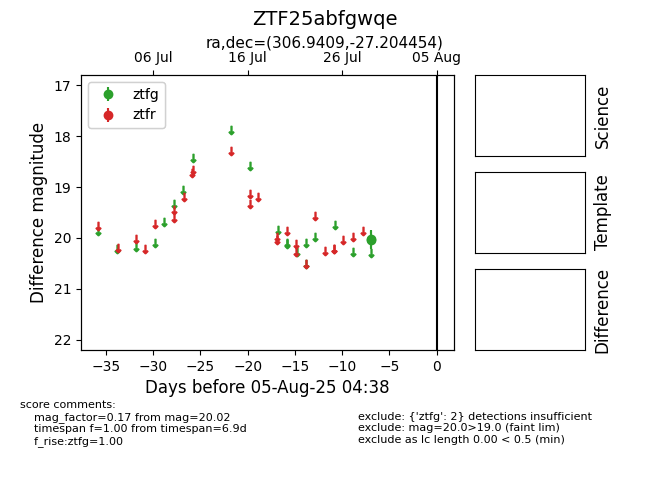 ZTF25abfgwqe
ra,dec=(306.9409,-27.204454)
06 Jul 16 Jul 26 Jul 05 Aug
ztfg
ztfr
17
18
19
20
21
22
Difference magnitude
−35 −30 −25 −20 −15 −10 −5 0
Days before 05-Aug-25 04:38
Science
Template
Difference
score comments:
mag_factor=0.17 from mag=20.02
timespan f=1.00 from timespan=6.9d
f_rise:ztfg=1.00
exclude: {'ztfg': 2} detections insufficient
exclude: mag=20.0>19.0 (faint lim)
exclude as lc length 0.00 < 0.5 (min)